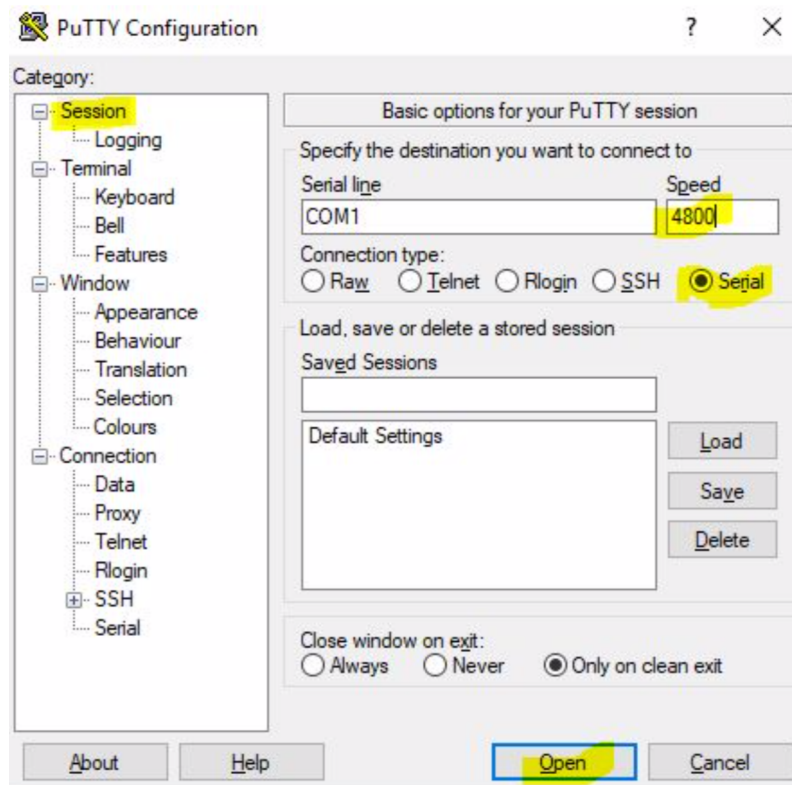 PuTTY Configuration
?
Category:
Session
Logging
Terminal
Keyboard
Bell
Features
Window
Appearance
Behaviour
Translation
Selection
Colours
Connection
Data
Proxy
Telnet
Rlogin
SSH
Serial
Basic options for your PuTTY session
Specify the destination you want to connect to
Serial line Speed
COM1 4800
Connection type:
Raw Telnet Rlogin SSH Serial
Load, save or delete a stored session
Saved Sessions
Default Settings
Load
Save
Delete
Close window on exit:
Always Never Only on clean exit
About Help Open Cancel